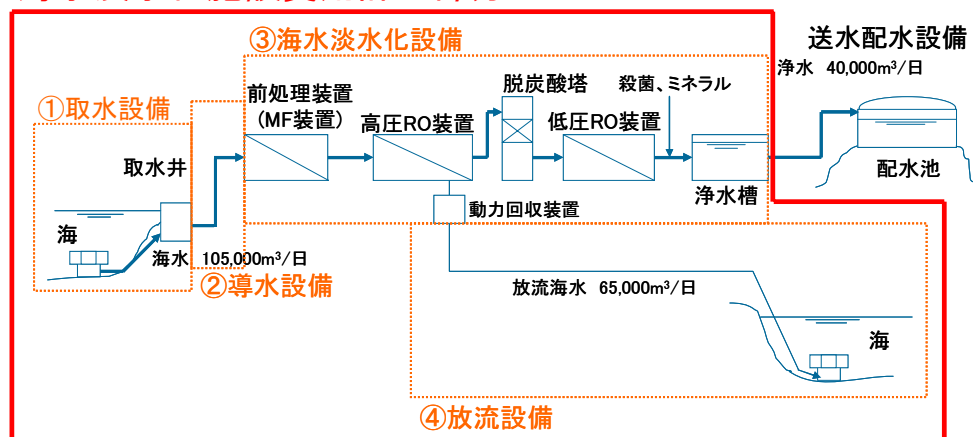 ③海水淡水化設備
送水配水設備
浄水 40,000m³/日
脱炭酸塔
殺菌、ミネラル
前処理装置
(MF装置)
高圧RO装置
低圧RO装置
①取水設備
取水井
配水池
浄水槽
動力回収装置
海
海水 105,000m³/日
②導水設備
放流海水 65,000m³/日
海
④放流設備